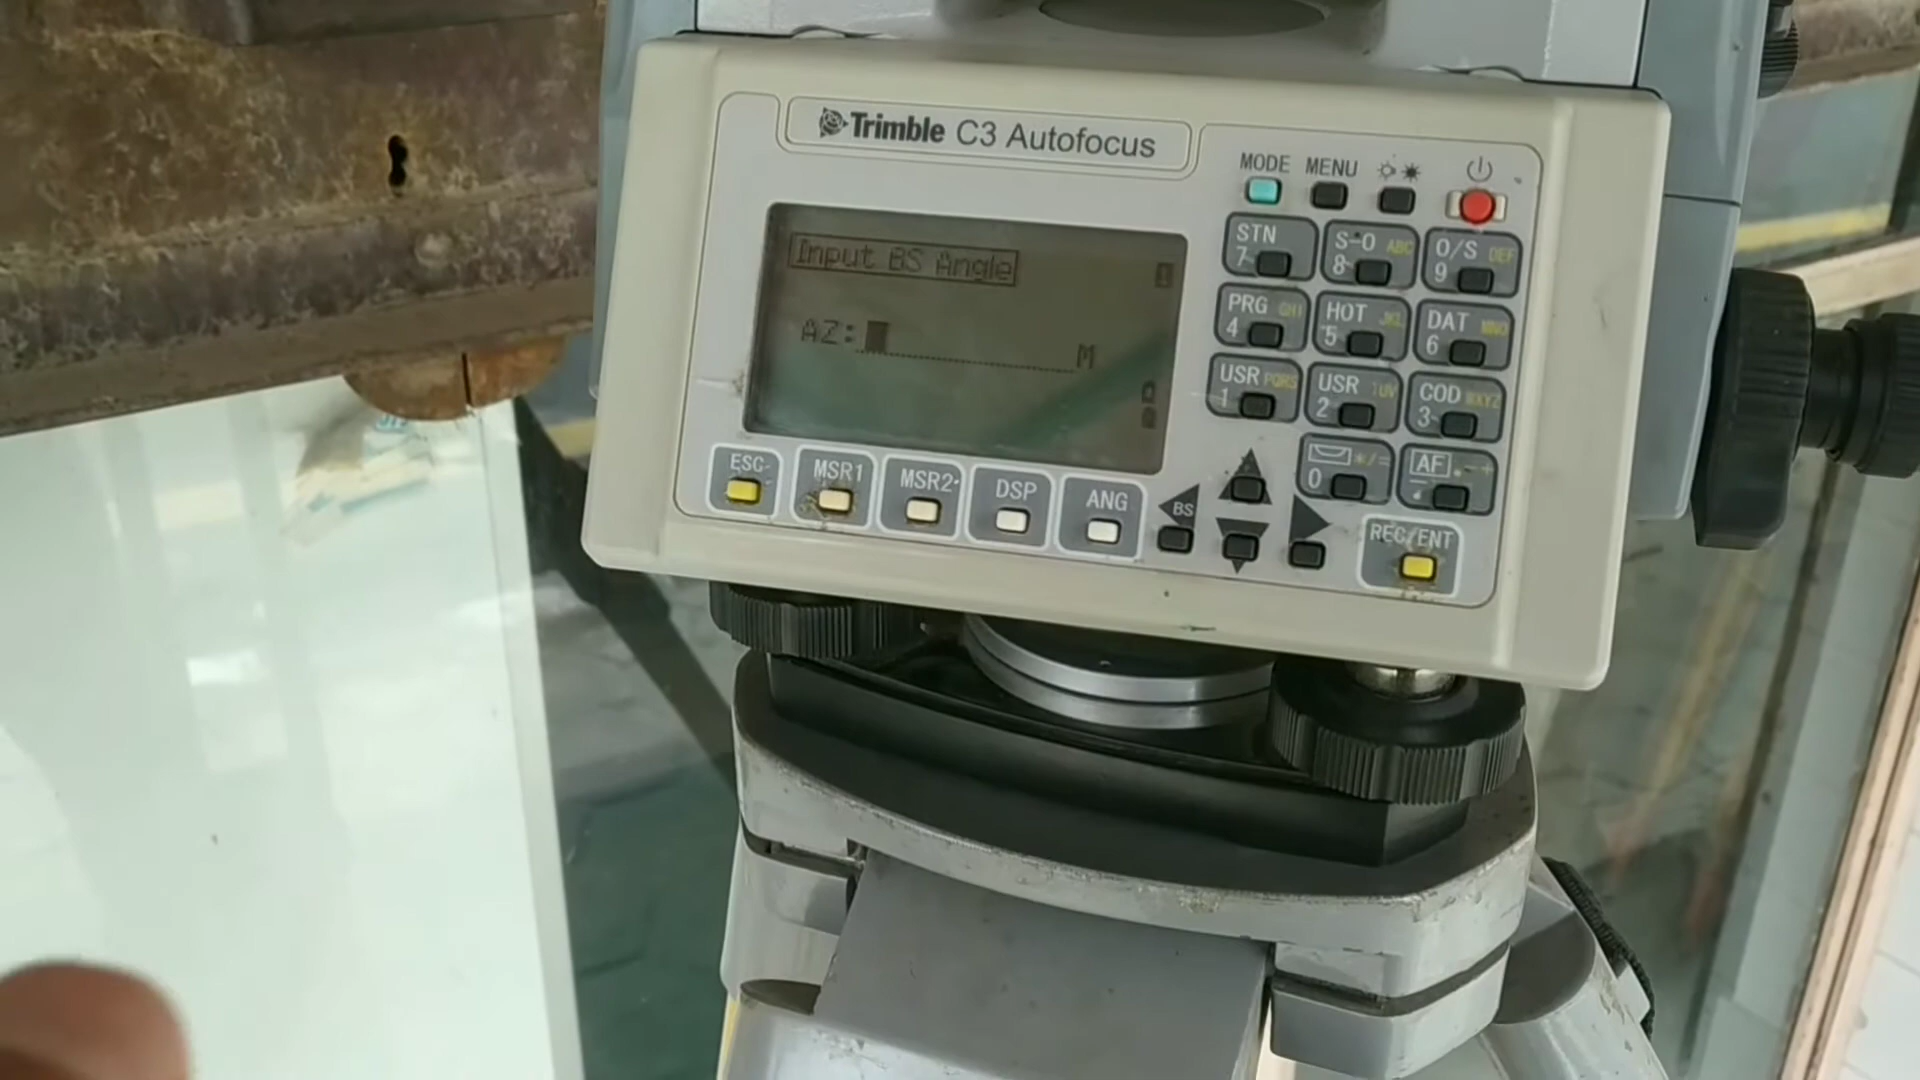 Trimble C3 Autofocus
MODE MENU
Input BS Angle
AZ:
M
STN
7
S-O ABC
8
O/S DEF
9
PRG GHI
4
HOT JKL
5
DAT MNO
6
USR PQRS
1
USR TUV
2
COD WXYZ
3
*/=
0
AF .-+
ESC
MSR1
MSR2
DSP
ANG
BS
REC/ENT